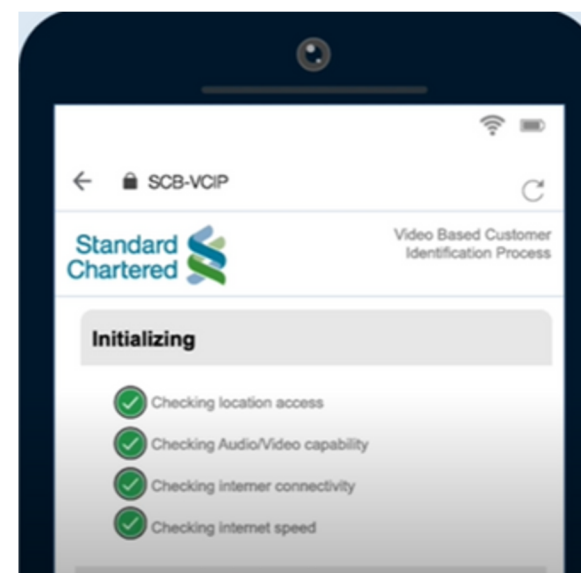 SCB-VCIP
Standard
Chartered
Video Based Customer
Identification Process
Initializing
Checking location access
Checking Audio/Video capability
Checking interner connectivity
Checking internet speed